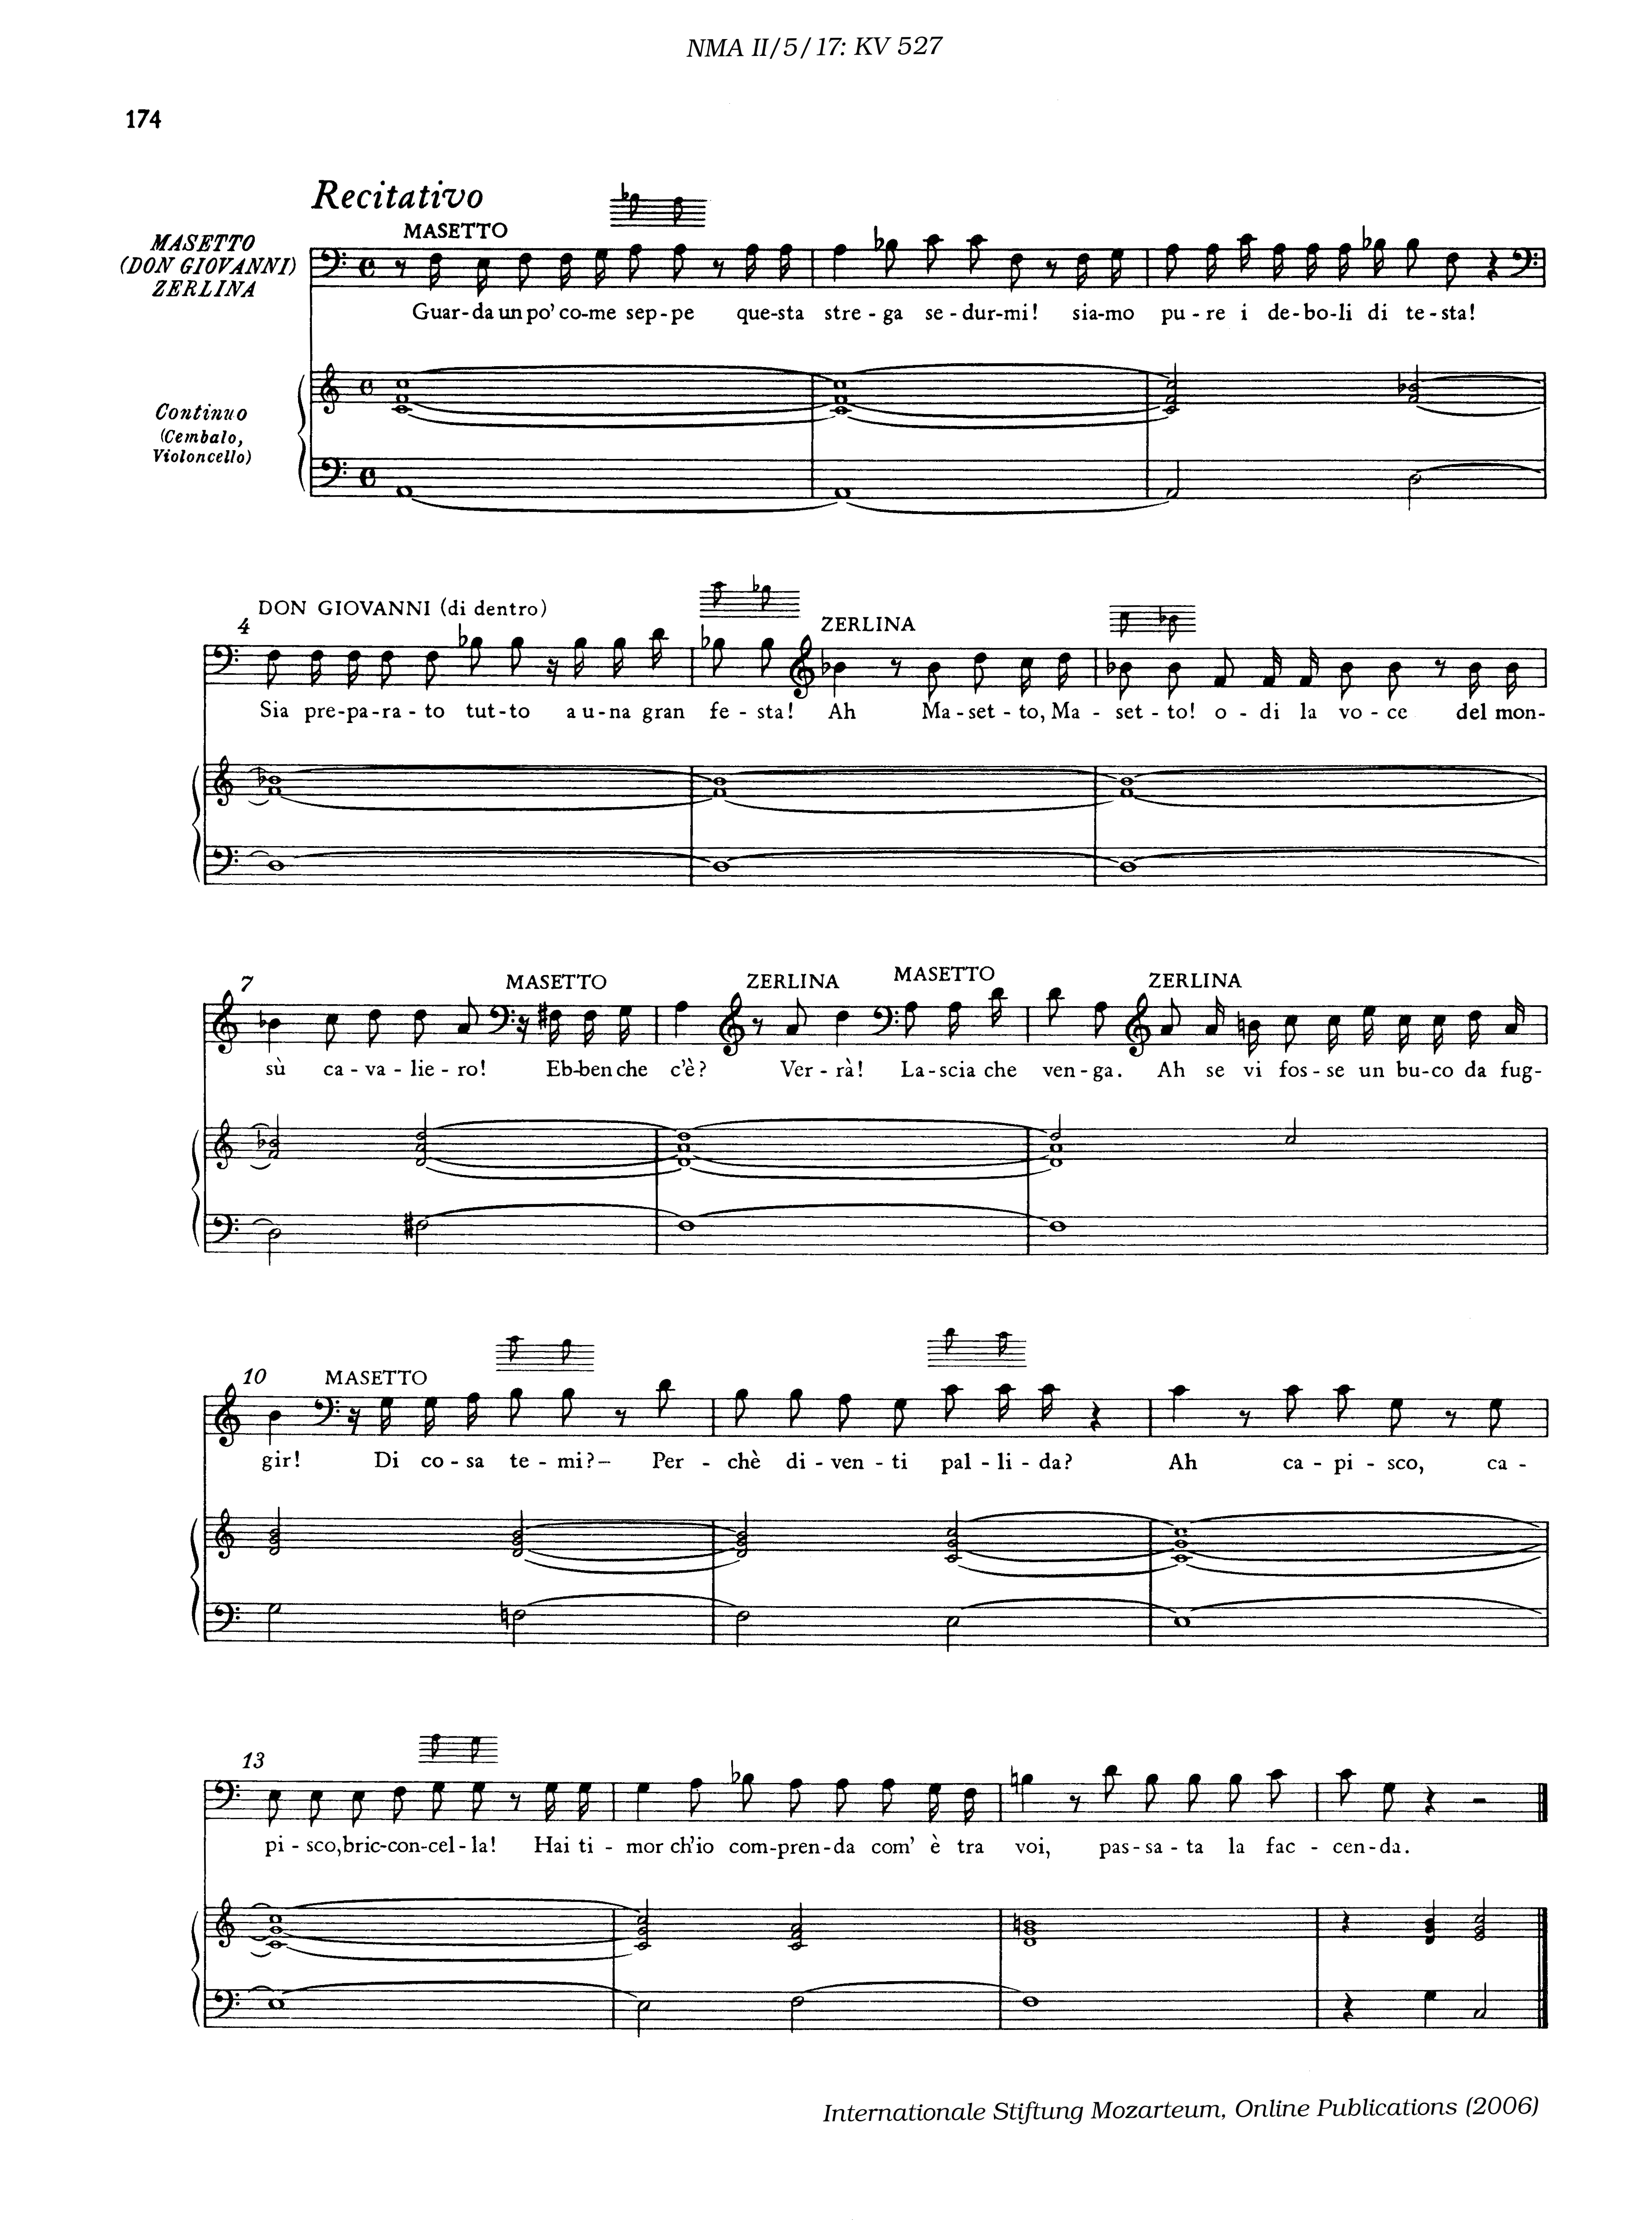 NMA II/5/17: KV 527
174
Recitativo
MASETTO
MASETTO
(DON GIOVANNI)
ZERLINA
Guar-da un po' co-me sep-pe que-sta stre-ga se-dur-mi! sia-mo pu-re i de-bo-li di te-sta!
Continuo
(Cembalo,
Violoncello)
DON GIOVANNI (di dentro)
ZERLINA
4
Sia pre-pa-ra-to tut-to a u-na gran fe-sta! Ah Ma-set-to, Ma-set-to! o-di la vo-ce del mon-
7
MASETTO ZERLINA MASETTO ZERLINA
sù ca-va-lie-ro! Eb-ben che c'è? Ver-rà! La-scia che ven-ga. Ah se vi fos-se un bu-co da fug-
10
MASETTO
gir! Di co-sa te-mi?– Per-chè di-ven-ti pal-li-da? Ah ca-pi-sco, ca-
13
pi-sco, bric-con-cel-la! Hai ti-mor ch'io com-pren-da com' è tra voi, pas-sa-ta la fac-cen-da.
Internationale Stiftung Mozarteum, Online Publications (2006)